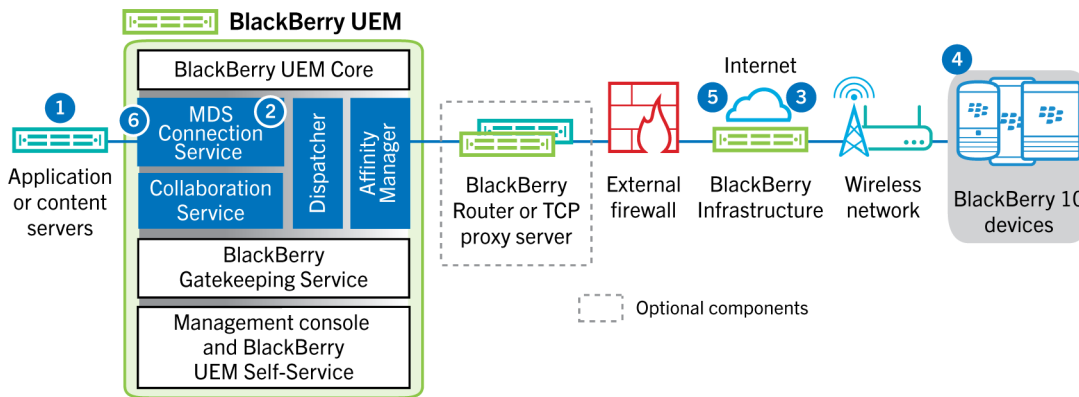 BlackBerry UEM
BlackBerry UEM Core
1
Application
or content
servers
6
MDS
Connection
Service
2
Collaboration
Service
Dispatcher
Affinity
Manager
BlackBerry
Gatekeeping Service
Management console
and BlackBerry
UEM Self-Service
BlackBerry
Router or TCP
proxy server
External
firewall
Internet
5
3
BlackBerry
Infrastructure
Wireless
network
4
BlackBerry 10
devices
Optional components